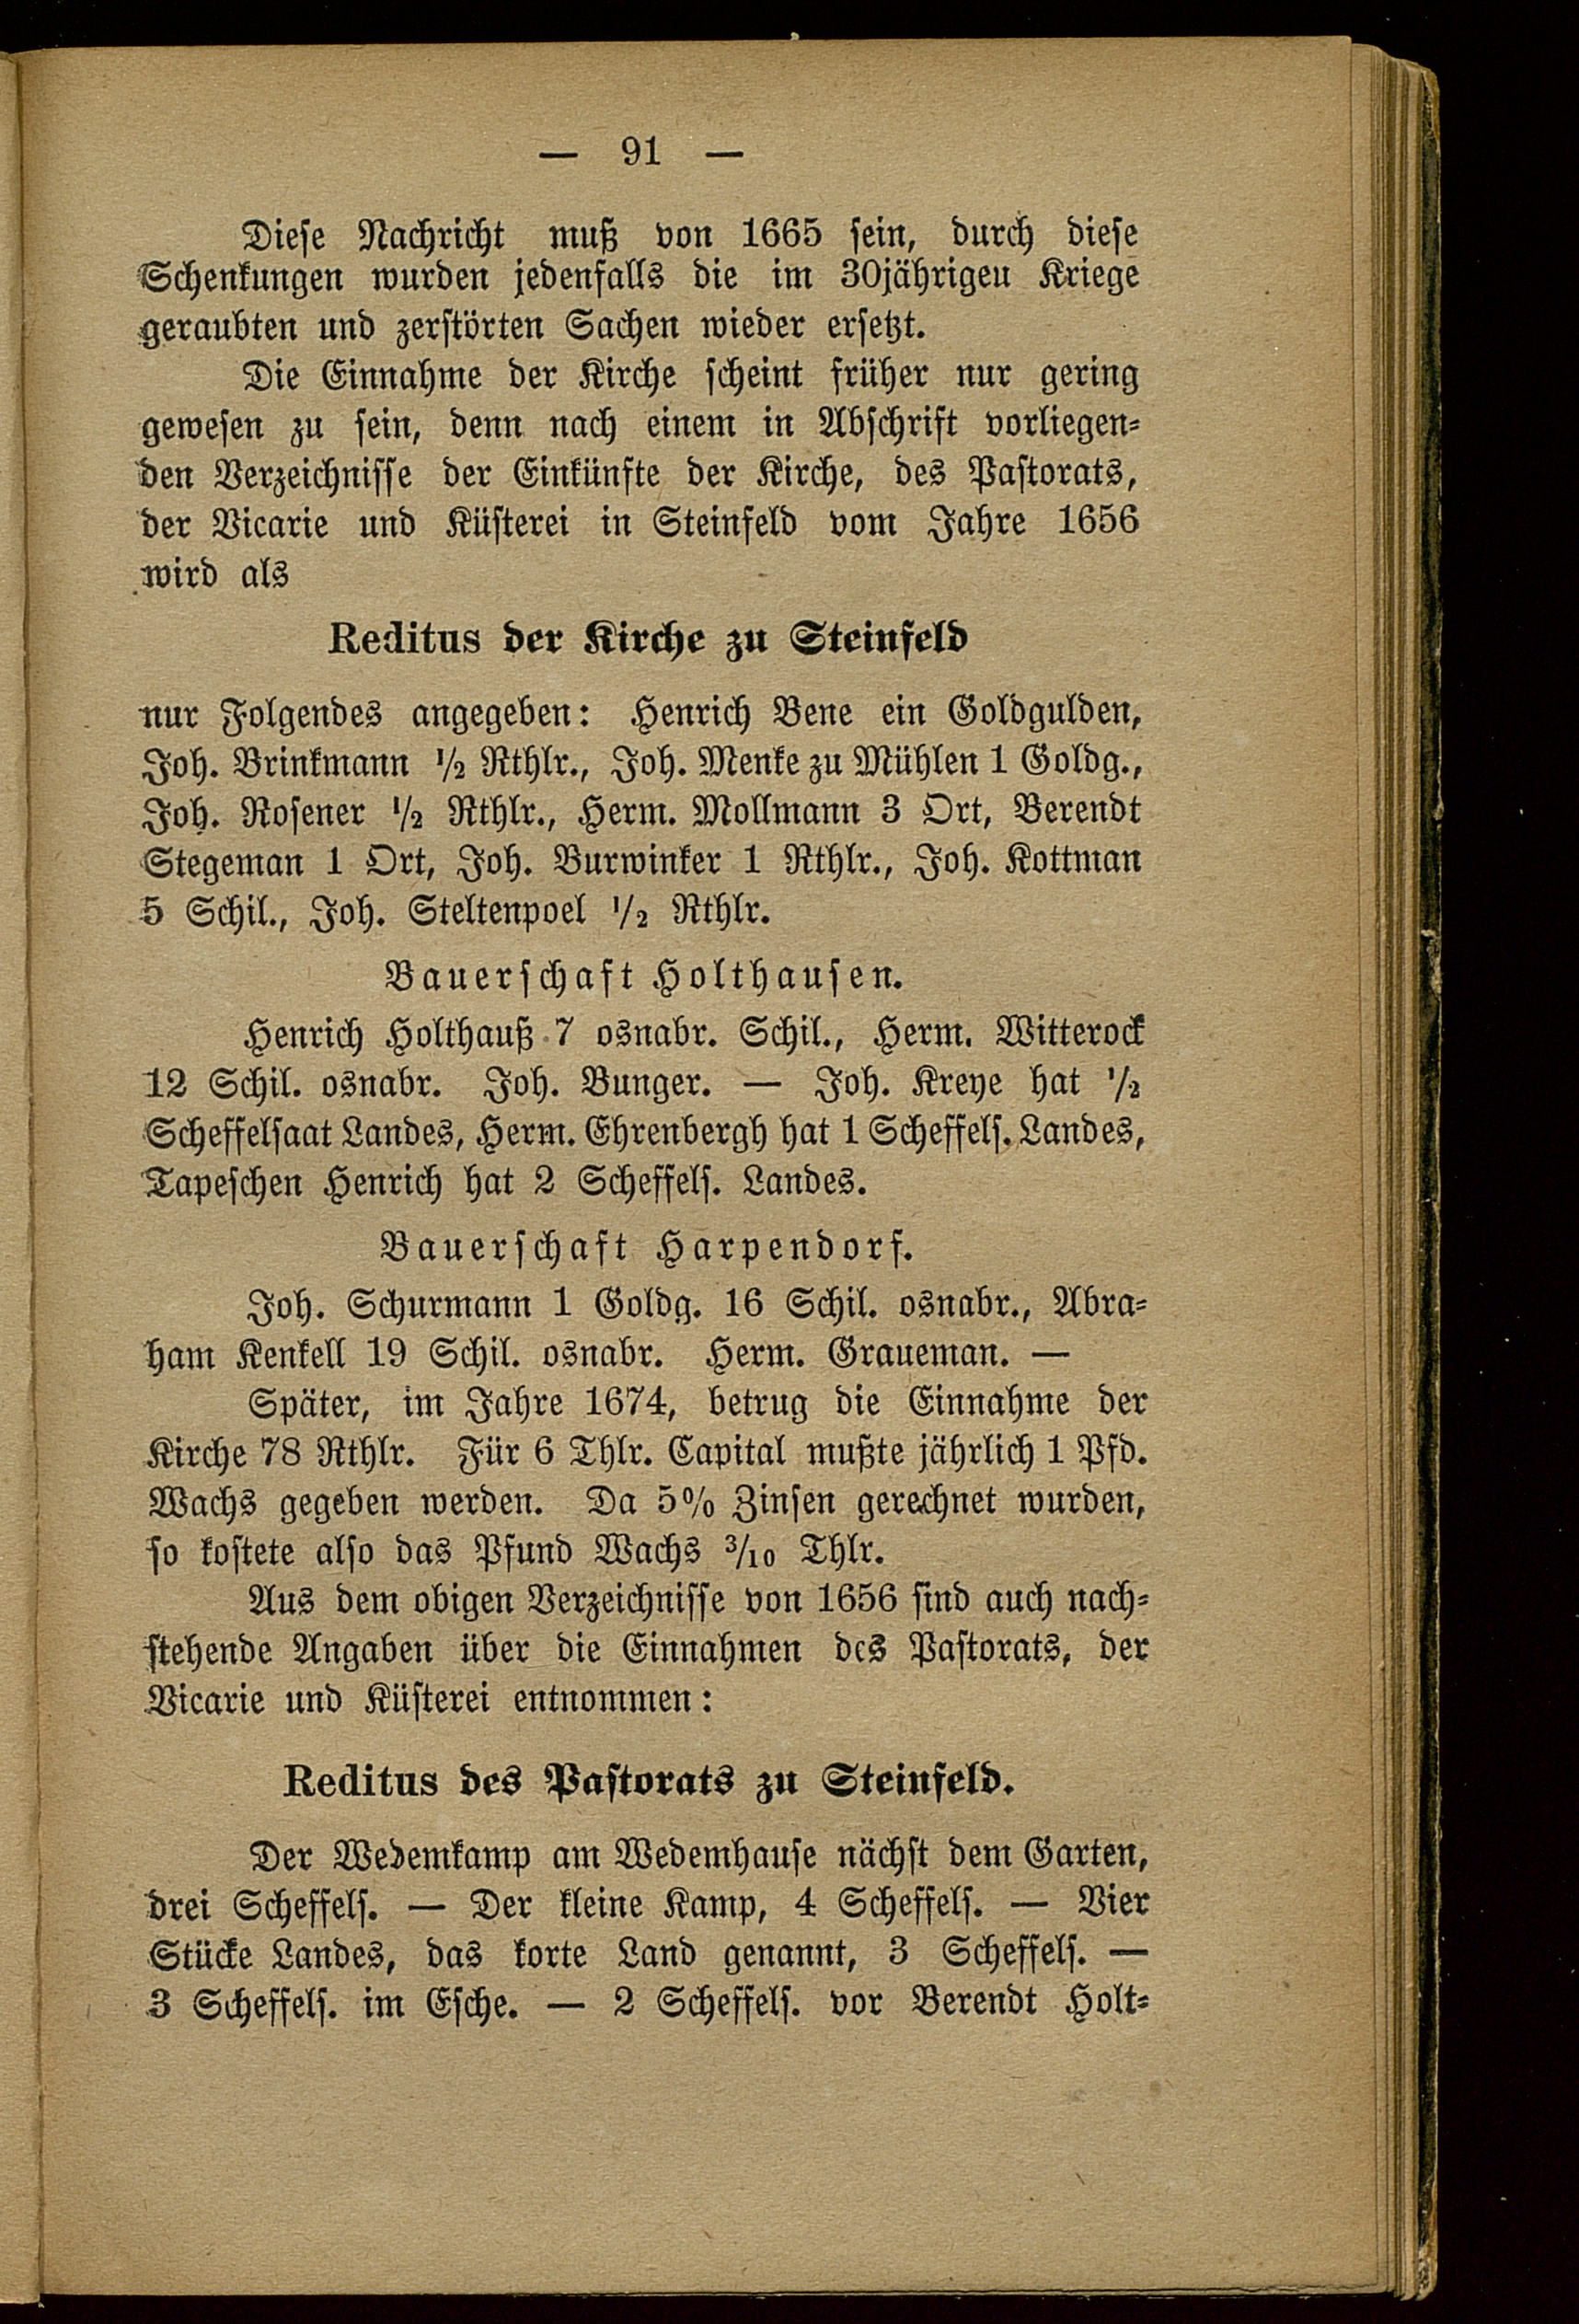 — 91 —
Diese Nachricht muß von 1665 sein, durch diese
Schenkungen wurden jedenfalls die im 30jährigeu Kriege
geraubten und zerstörten Sachen wieder ersetzt.
Die Einnahme der Kirche scheint früher nur gering
gewesen zu sein, denn nach einem in Abschrift vorliegen-
den Verzeichnisse der Einkünfte der Kirche, des Pastorats,
der Vicarie und Küsterei in Steinfeld vom Jahre 1656
wird als
Reditus der Kirche zu Steinfeld
nur Folgendes angegeben: Henrich Bene ein Goldgulden,
Joh. Brinkmann ½ Rthlr., Joh. Menke zu Mühlen 1 Goldg.,
Joh. Rosener ½ Rthlr., Herm. Mollmann 3 Ort, Berendt
Stegeman 1 Ort, Joh. Burwinker 1 Rthlr., Joh. Kottman
5 Schil., Joh. Steltenpoel ½ Rthlr.
Bauerschaft Holthausen.
Henrich Holthauß 7 osnabr. Schil., Herm. Witterock
12 Schil. osnabr. Joh. Bunger. — Joh. Kreye hat ½
Scheffelsaat Landes, Herm. Ehrenbergh hat 1 Scheffels. Landes,
Tapeschen Henrich hat 2 Scheffels. Landes.
Bauerschaft Harpendorf.
Joh. Schurmann 1 Goldg. 16 Schil. osnabr., Abra-
ham Kenkell 19 Schil. osnabr. Herm. Graueman. —
Später, im Jahre 1674, betrug die Einnahme der
Kirche 78 Rthlr. Für 6 Thlr. Capital mußte jährlich 1 Pfd.
Wachs gegeben werden. Da 5% Zinsen gerechnet wurden,
so kostete also das Pfund Wachs 3/10 Thlr.
Aus dem obigen Verzeichnisse von 1656 sind auch nach-
stehende Angaben über die Einnahmen des Pastorats, der
Vicarie und Küsterei entnommen:
Reditus des Pastorats zu Steinfeld.
Der Wedemkamp am Wedemhause nächst dem Garten,
drei Scheffels. — Der kleine Kamp, 4 Scheffels. — Vier
Stücke Landes, das korte Land genannt, 3 Scheffels. —
3 Scheffels. im Esche. — 2 Scheffels. vor Berendt Holt-